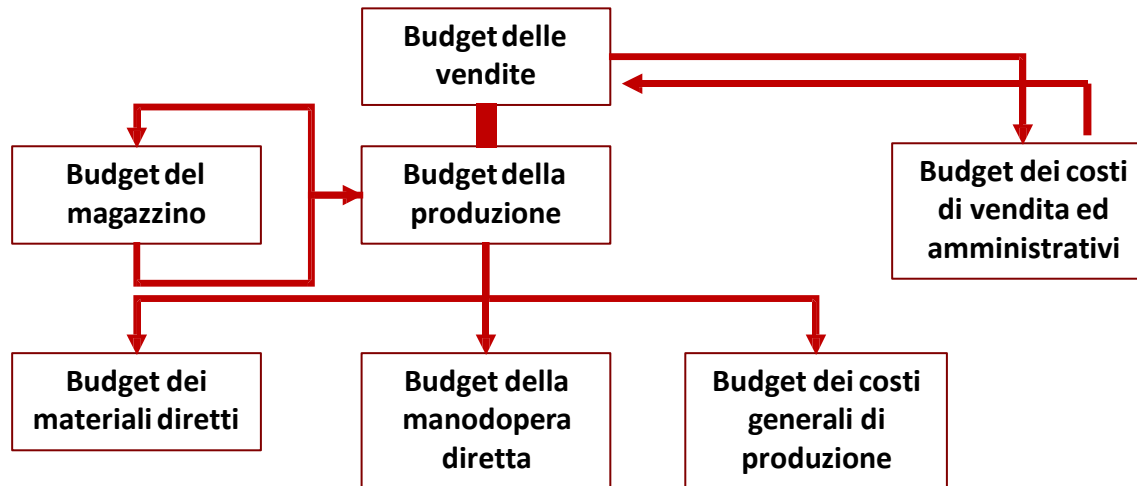 Budget delle
vendite
Budget del
magazzino
Budget della
produzione
Budget dei costi
di vendita ed
amministrativi
Budget dei
materiali diretti
Budget della
manodopera
diretta
Budget dei costi
generali di
produzione